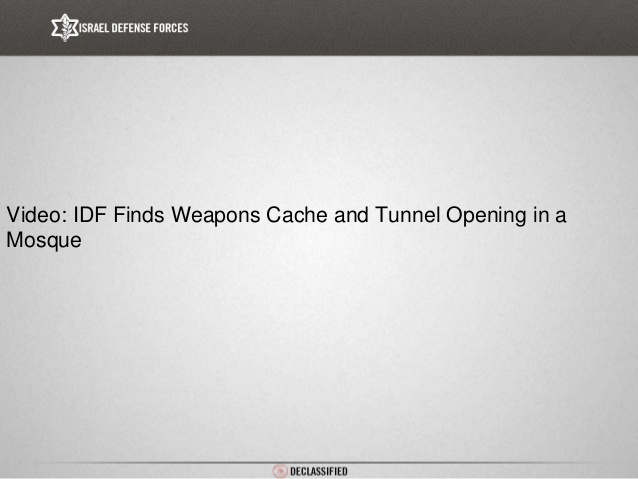 ISRAEL DEFENSE FORCES
Video: IDF Finds Weapons Cache and Tunnel Opening in a
Mosque
DECLASSIFIED